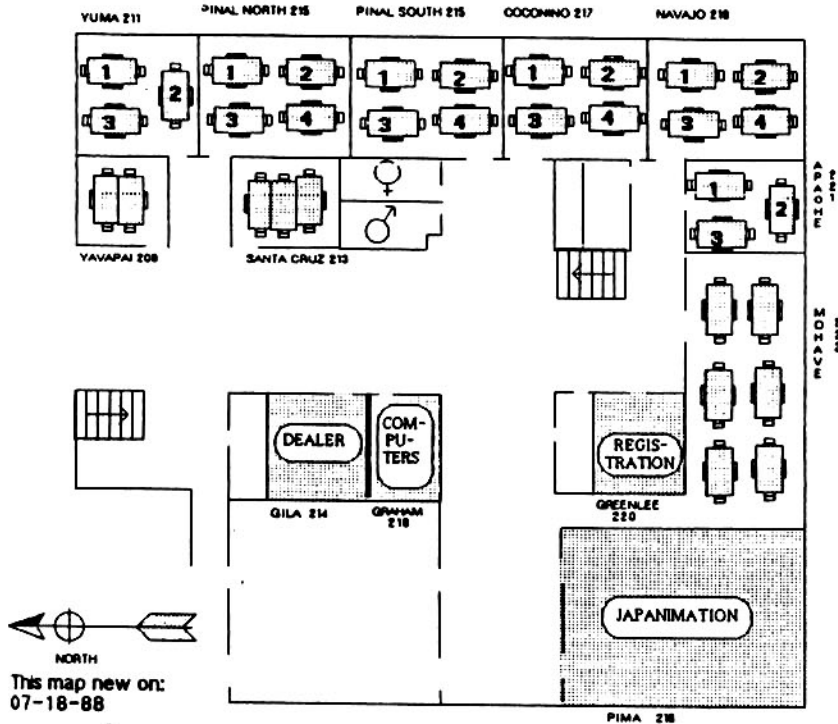 YUMA 211
PINAL NORTH 215
PINAL SOUTH 215
COCONINO 217
NAVAJO 218
1
2
3
1
2
3
4
1
2
3
4
1
2
3
4
1
2
3
4
APACHE
221
1
2
3
YAVAPAI 209
SANTA CRUZ 213
MOHAVE
DEALER
COM-
PU-
TERS
REGIS-
TRATION
GILA 214
GRAHAM
218
GREENLEE
220
JAPANIMATION
NORTH
This map new on:
07-18-88
PIMA 218